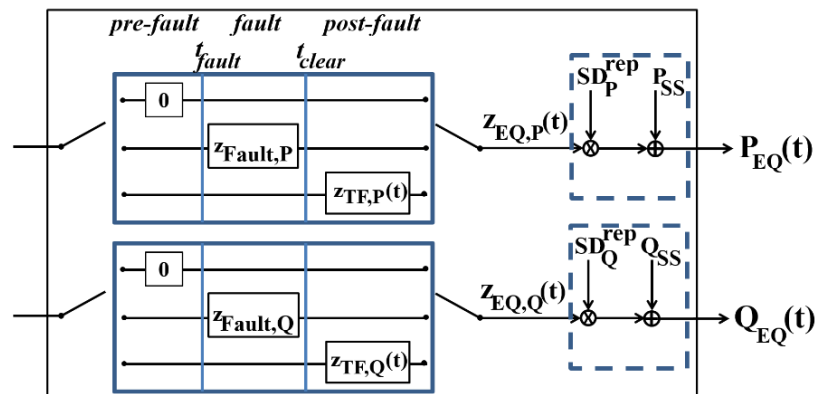 pre-fault fault post-fault
t_fault t_clear
SD_P^rep P_SS
0
z_EQ,P(t)
z_Fault,P
P_EQ(t)
z_TF,P(t)
SD_Q^rep Q_SS
0
z_EQ,Q(t)
z_Fault,Q
Q_EQ(t)
z_TF,Q(t)